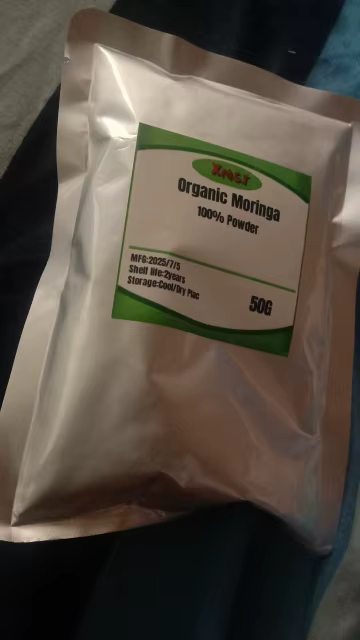 Organic Moringa
100% Powder
MFG:2025/7/5
Shelf life:2years
Storage:Cool/Dry Plac
50G